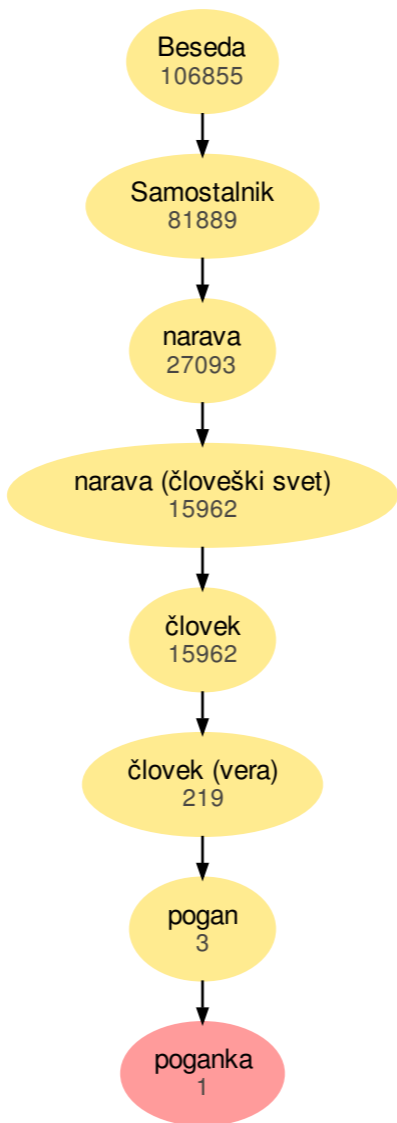 Beseda
106855
Samostalnik
81889
narava
27093
narava (človeški svet)
15962
človek
15962
človek (vera)
219
pogan
3
poganka
1